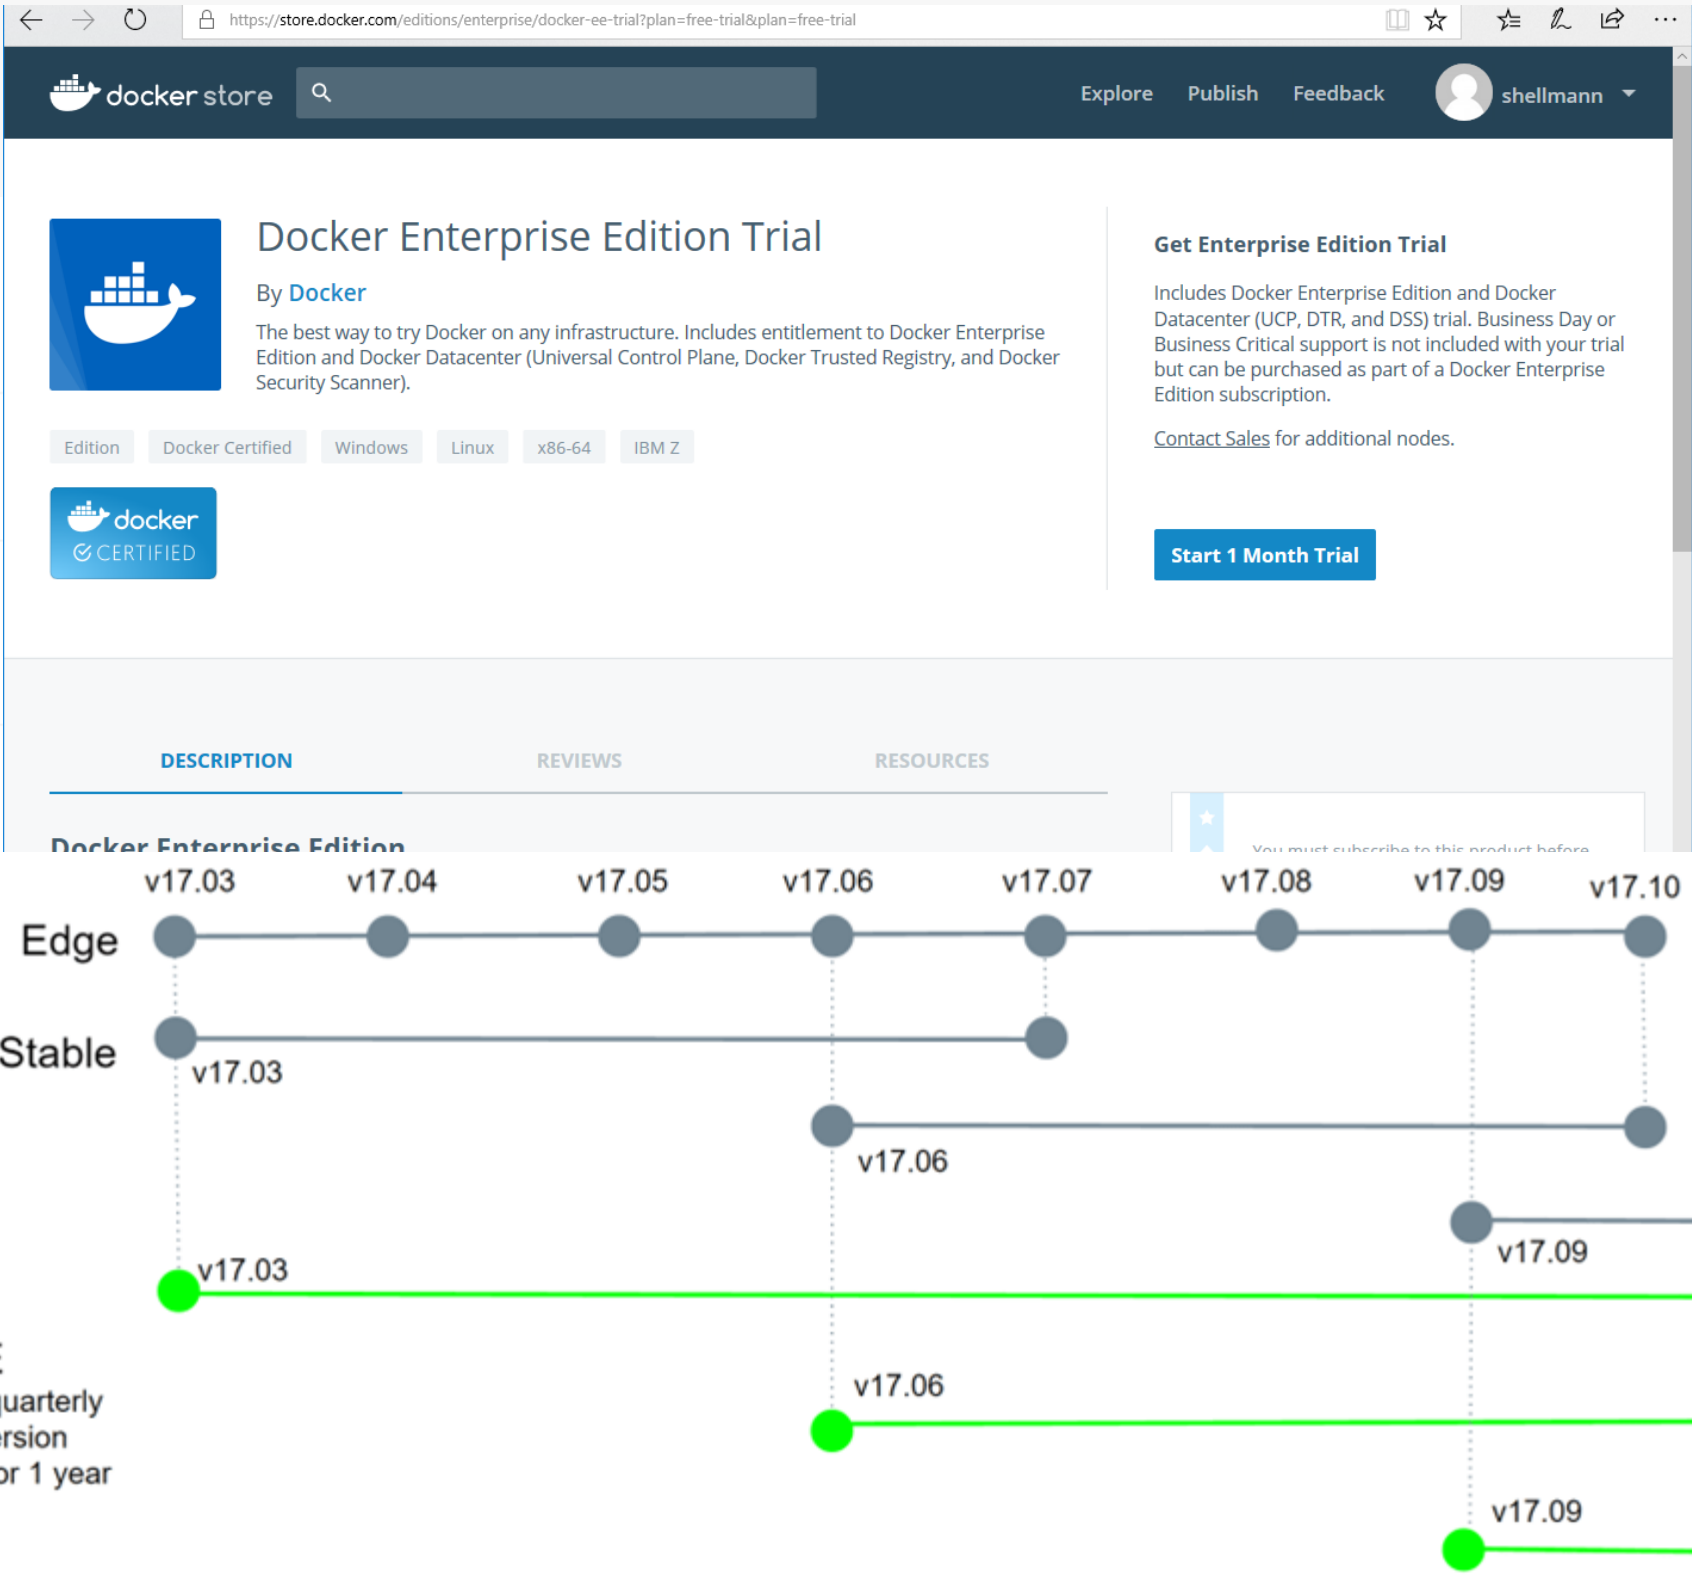 https://store.docker.com/editions/enterprise/docker-ee-trial?plan=free-trial&plan=free-trial
docker store
Explore Publish Feedback shellmann
Docker Enterprise Edition Trial
By Docker
The best way to try Docker on any infrastructure. Includes entitlement to Docker Enterprise
Edition and Docker Datacenter (Universal Control Plane, Docker Trusted Registry, and Docker
Security Scanner).
Edition Docker Certified Windows Linux x86-64 IBM Z
docker
CERTIFIED
Get Enterprise Edition Trial
Includes Docker Enterprise Edition and Docker
Datacenter (UCP, DTR, and DSS) trial. Business Day or
Business Critical support is not included with your trial
but can be purchased as part of a Docker Enterprise
Edition subscription.
Contact Sales for additional nodes.
Start 1 Month Trial
DESCRIPTION REVIEWS RESOURCES
Docker Enterprise Edition
You must subscribe to this product before
v17.03 v17.04 v17.05 v17.06 v17.07 v17.08 v17.09 v17.10
Edge
Stable
v17.03
v17.06
v17.09
v17.03
v17.06
1 year
v17.09